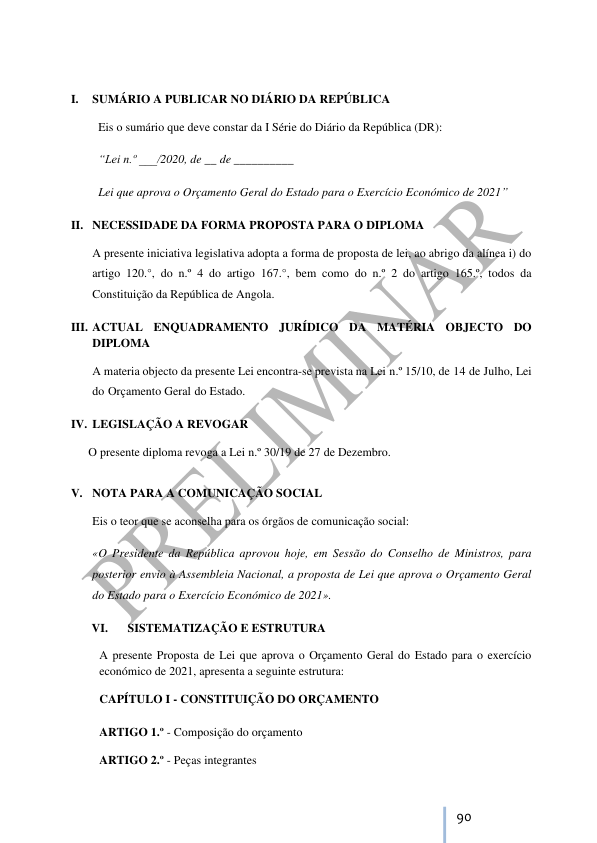 I. SUMÁRIO A PUBLICAR NO DIÁRIO DA REPÚBLICA
Eis o sumário que deve constar da I Série do Diário da República (DR):
“Lei n.º ___/2020, de __ de __________
Lei que aprova o Orçamento Geral do Estado para o Exercício Económico de 2021”
II. NECESSIDADE DA FORMA PROPOSTA PARA O DIPLOMA
A presente iniciativa legislativa adopta a forma de proposta de lei, ao abrigo da alínea i) do
artigo 120.°, do n.º 4 do artigo 167.°, bem como do n.º 2 do artigo 165.º, todos da
Constituição da República de Angola.
III. ACTUAL ENQUADRAMENTO JURÍDICO DA MATÉRIA OBJECTO DO
DIPLOMA
A materia objecto da presente Lei encontra-se prevista na Lei n.º 15/10, de 14 de Julho, Lei
do Orçamento Geral do Estado.
IV. LEGISLAÇÃO A REVOGAR
O presente diploma revoga a Lei n.º 30/19 de 27 de Dezembro.
V. NOTA PARA A COMUNICAÇÃO SOCIAL
Eis o teor que se aconselha para os órgãos de comunicação social:
«O Presidente da República aprovou hoje, em Sessão do Conselho de Ministros, para
posterior envio à Assembleia Nacional, a proposta de Lei que aprova o Orçamento Geral
do Estado para o Exercício Económico de 2021».
VI. SISTEMATIZAÇÃO E ESTRUTURA
A presente Proposta de Lei que aprova o Orçamento Geral do Estado para o exercício
económico de 2021, apresenta a seguinte estrutura:
CAPÍTULO I - CONSTITUIÇÃO DO ORÇAMENTO
ARTIGO 1.º - Composição do orçamento
ARTIGO 2.º - Peças integrantes
90
PRELIMINAR